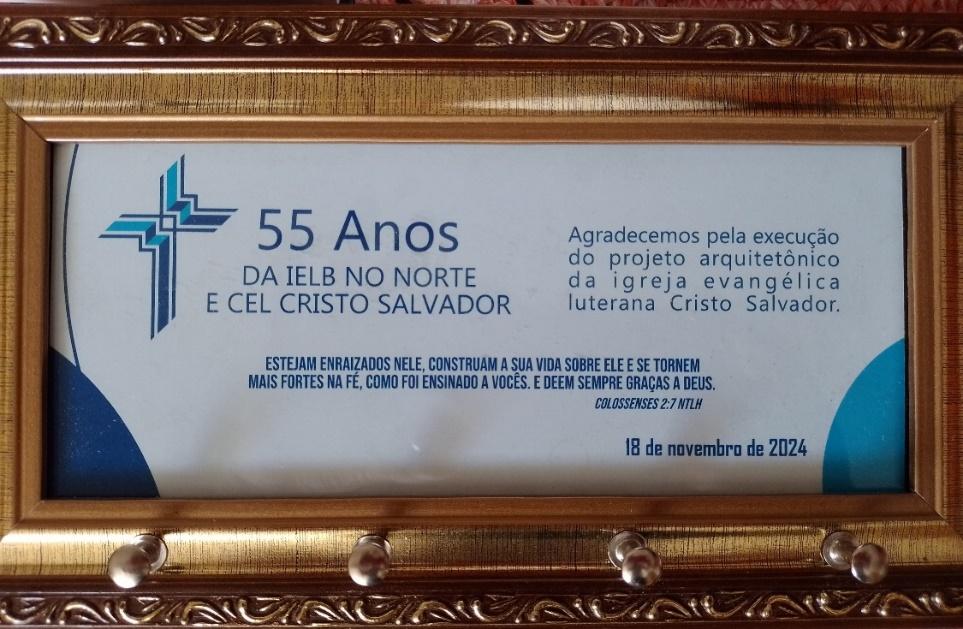 55 Anos
DA IELB NO NORTE
E CEL CRISTO SALVADOR
Agradecemos pela execução
do projeto arquitetônico
da igreja evangélica
luterana Cristo Salvador.
ESTEJAM ENRAIZADOS NELE, CONSTRUAM A SUA VIDA SOBRE ELE E SE TORNEM
MAIS FORTES NA FÉ, COMO FOI ENSINADO A VOCÊS. E DEEM SEMPRE GRAÇAS A DEUS.
COLOSSENSES 2:7 NTLH
18 de novembro de 2024